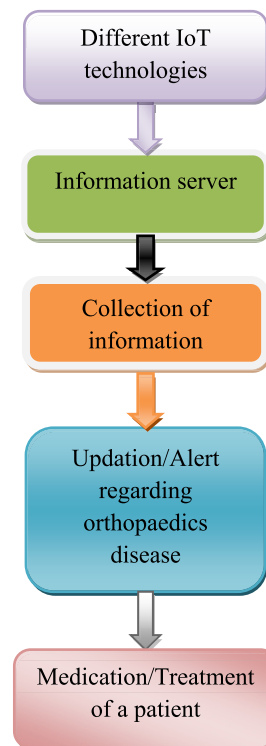 Different IoT
technologies
Information server
Collection of
information
Updation/Alert
regarding
orthopaedics
disease
Medication/Treatment
of a patient